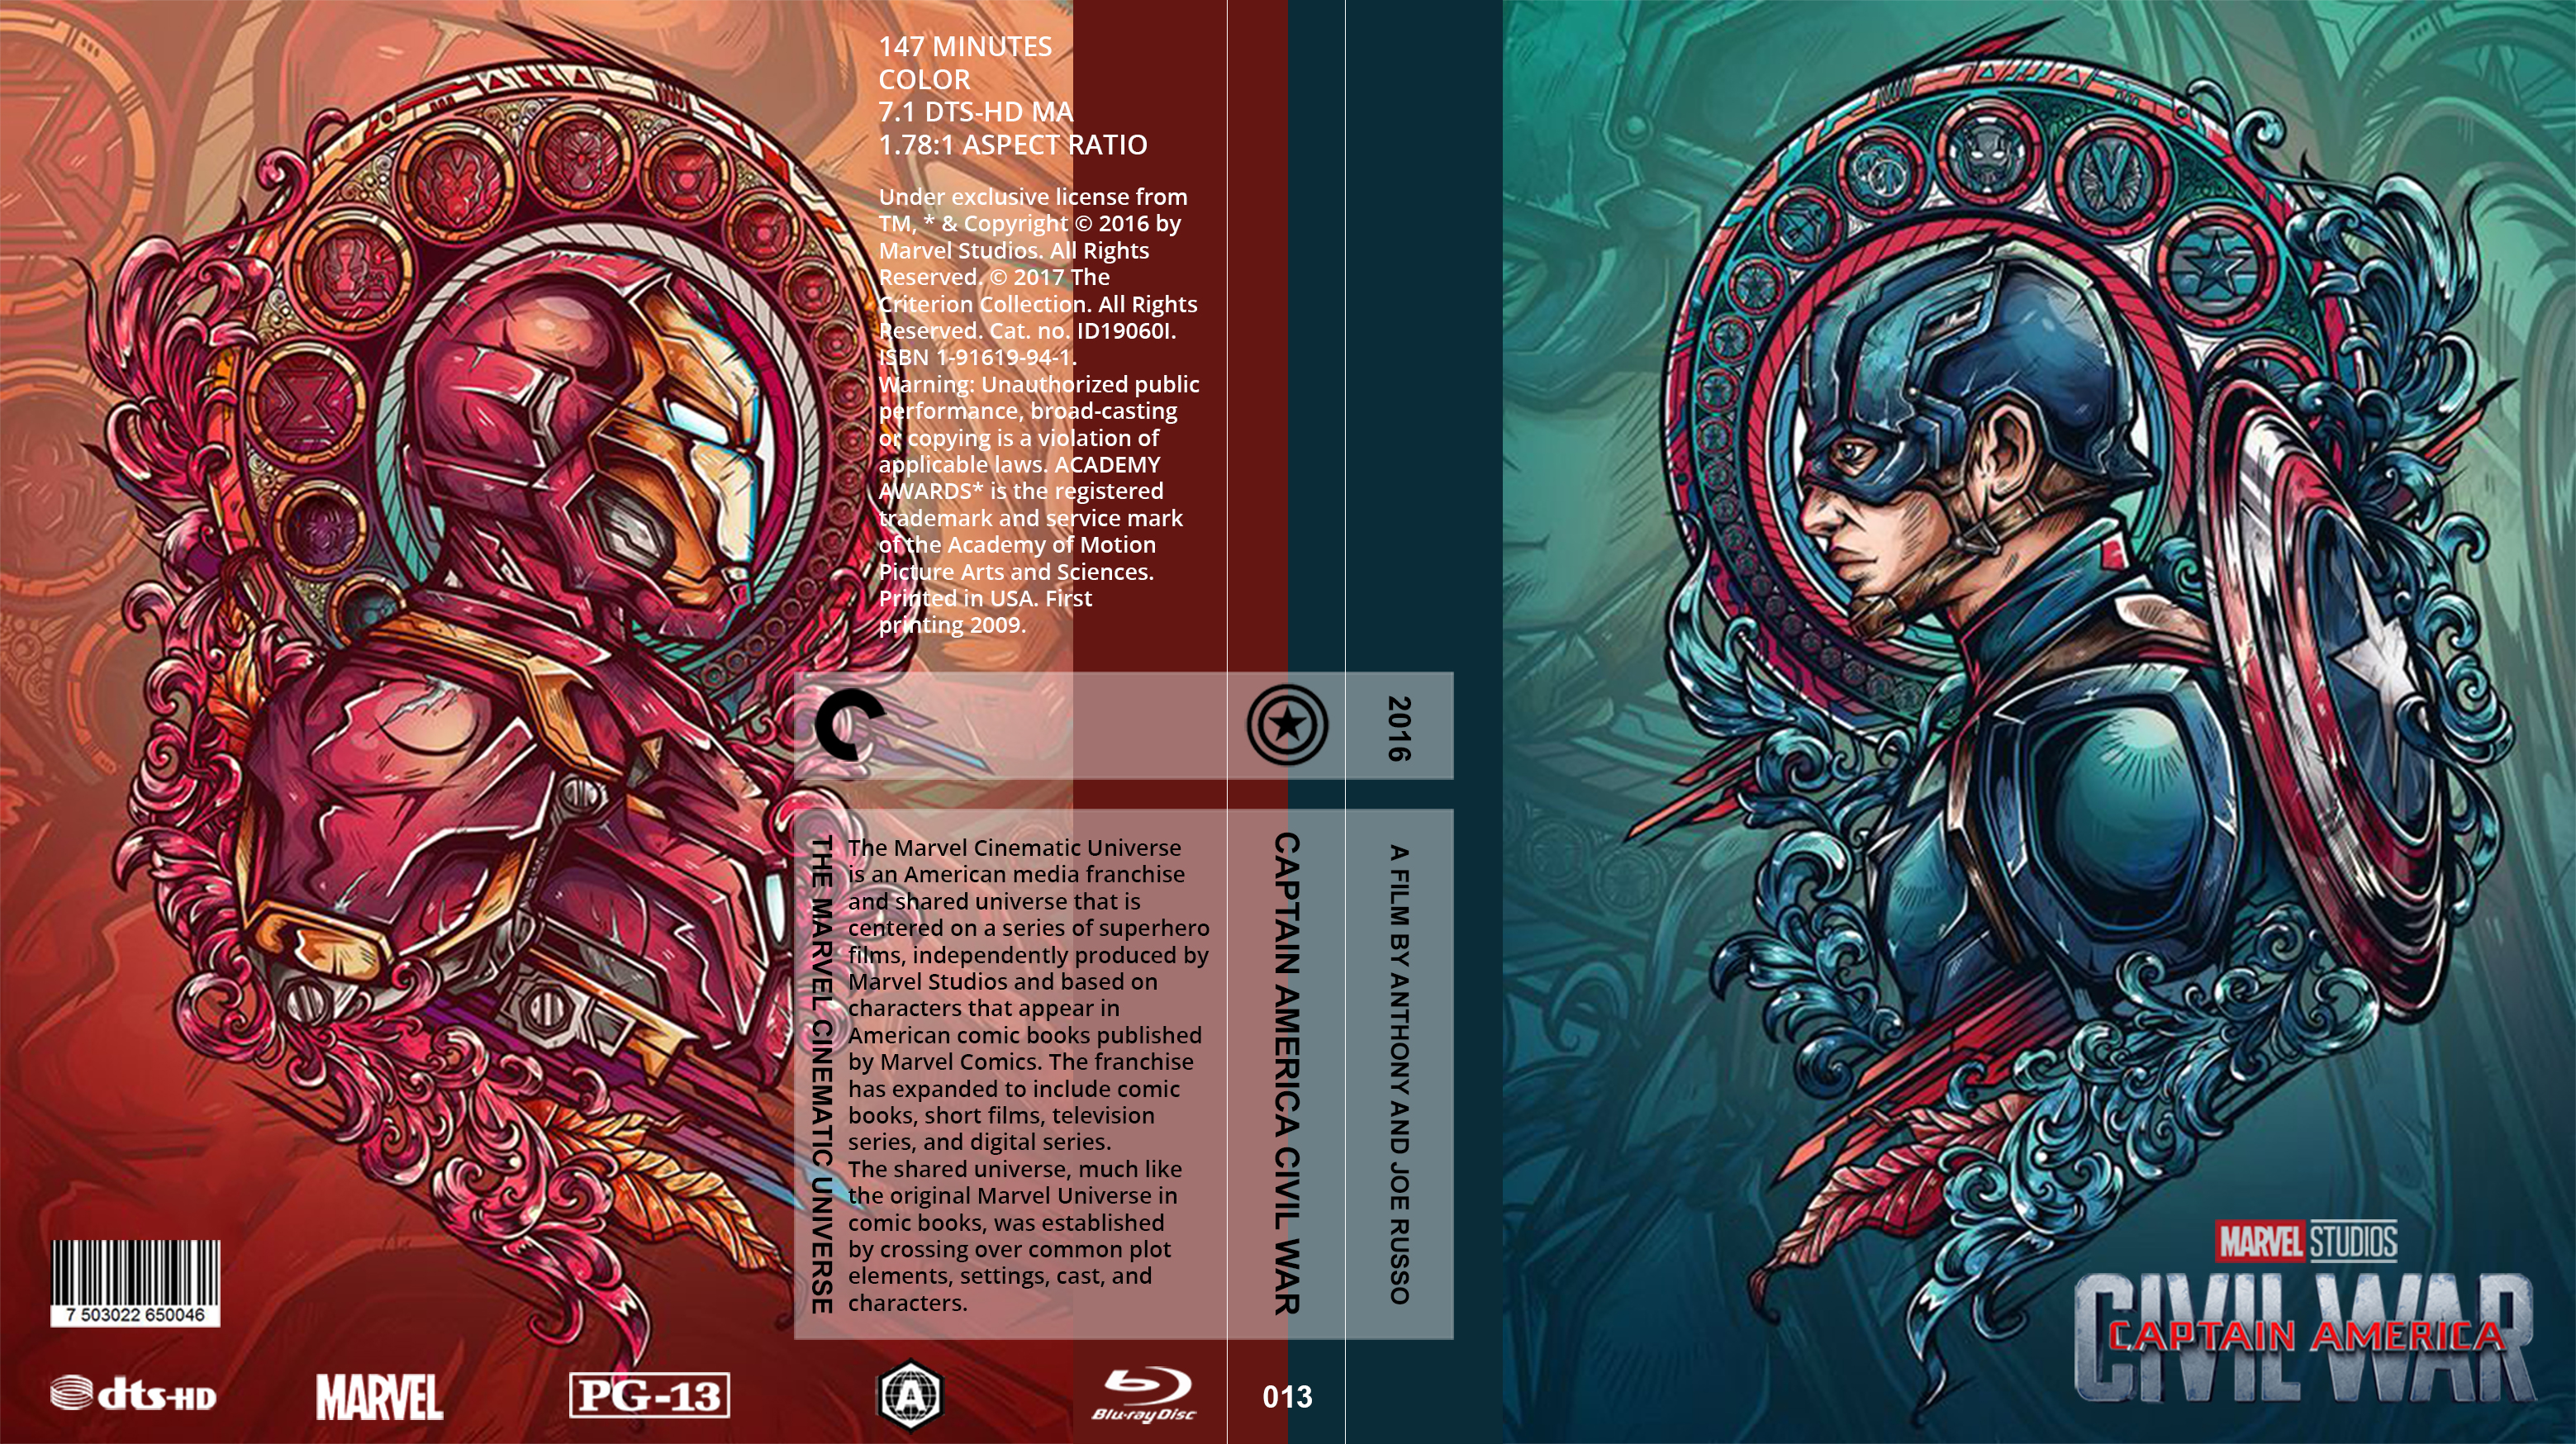 147 MINUTES
COLOR
7.1 DTS-HD MA
1.78:1 ASPECT RATIO
Under exclusive license from
TM, * & Copyright © 2016 by
Marvel Studios. All Rights
Reserved. © 2017 The
Criterion Collection. All Rights
Reserved. Cat. no. ID19060I.
ISBN 1-91619-94-1.
Warning: Unauthorized public
performance, broad-casting
or copying is a violation of
applicable laws. ACADEMY
AWARDS* is the registered
trademark and service mark
of the Academy of Motion
Picture Arts and Sciences.
Printed in USA. First
printing 2009.
THE MARVEL CINEMATIC UNIVERSE
The Marvel Cinematic Universe
is an American media franchise
and shared universe that is
centered on a series of superhero
films, independently produced by
Marvel Studios and based on
characters that appear in
American comic books published
by Marvel Comics. The franchise
has expanded to include comic
books, short films, television
series, and digital series.
The shared universe, much like
the original Marvel Universe in
comic books, was established
by crossing over common plot
elements, settings, cast, and
characters.
7 503022 650046
dts-HD
MARVEL
PG-13
A
Blu-ray Disc
CAPTAIN AMERICA CIVIL WAR
013
2016
A FILM BY ANTHONY AND JOE RUSSO
MARVEL STUDIOS
CIVIL WAR
CAPTAIN AMERICA